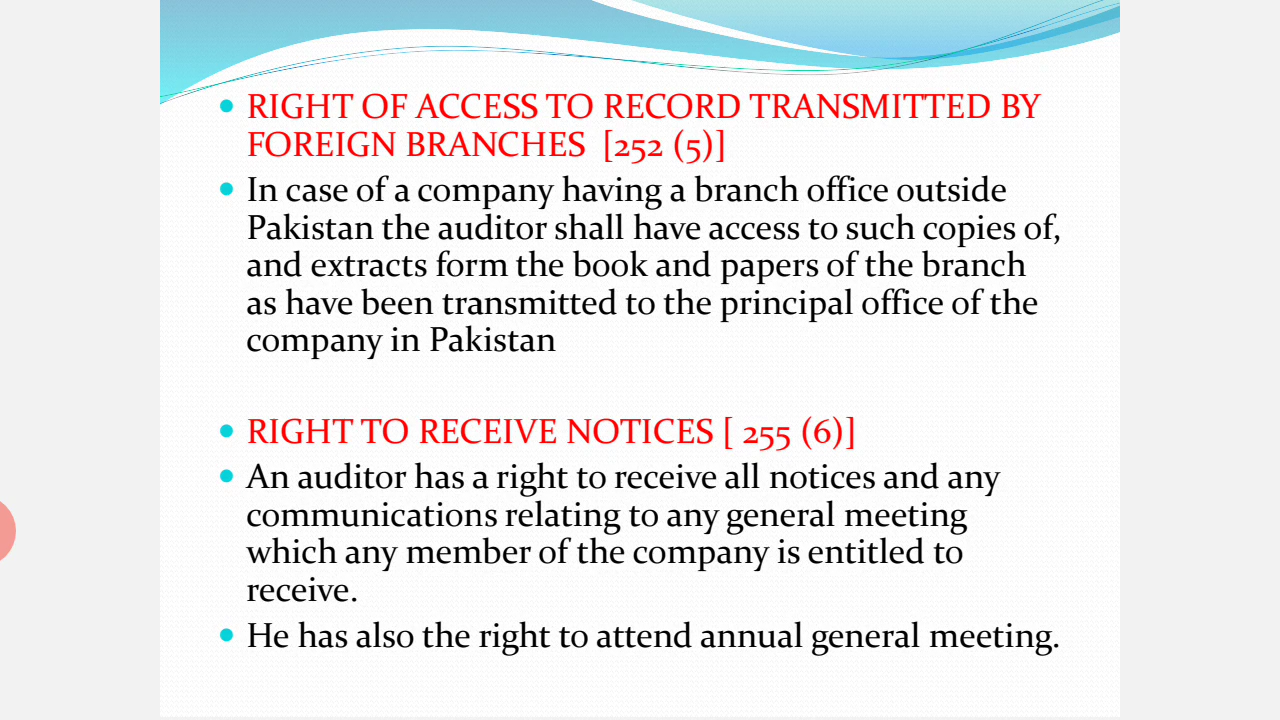 • RIGHT OF ACCESS TO RECORD TRANSMITTED BY
FOREIGN BRANCHES [252 (5)]
• In case of a company having a branch office outside
Pakistan the auditor shall have access to such copies of,
and extracts form the book and papers of the branch
as have been transmitted to the principal office of the
company in Pakistan
• RIGHT TO RECEIVE NOTICES [ 255 (6)]
• An auditor has a right to receive all notices and any
communications relating to any general meeting
which any member of the company is entitled to
receive.
• He has also the right to attend annual general meeting.